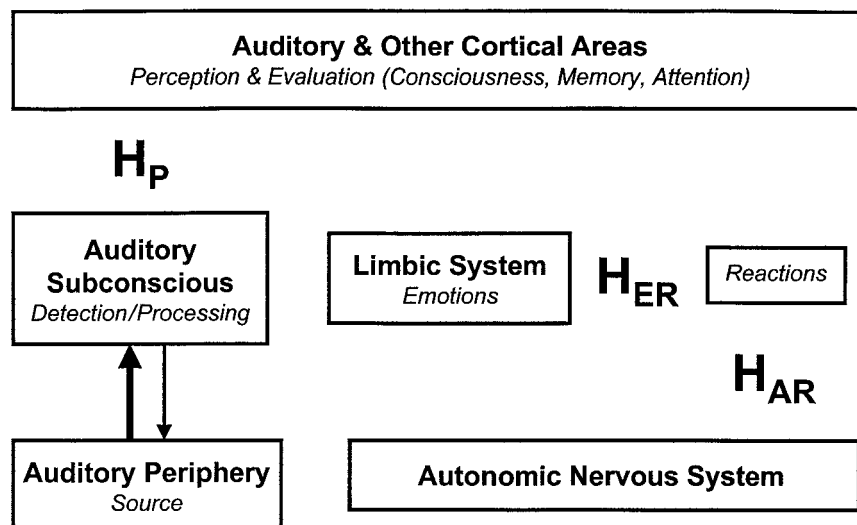 Auditory & Other Cortical Areas
Perception & Evaluation (Consciousness, Memory, Attention)
HP
Auditory
Subconscious
Detection/Processing
Limbic System
Emotions
HER
Reactions
HAR
Auditory Periphery
Source
Autonomic Nervous System